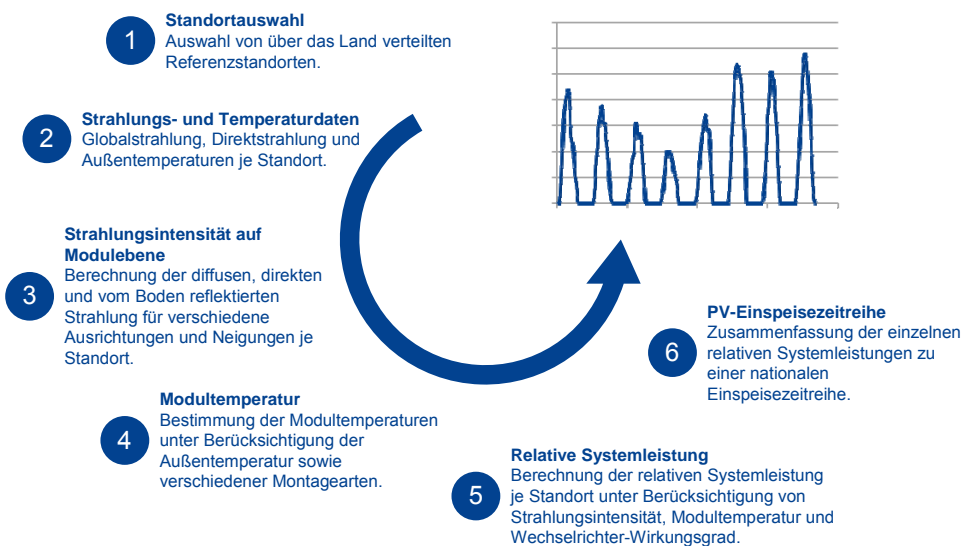 1
Standortauswahl
Auswahl von über das Land verteilten
Referenzstandorten.
2
Strahlungs- und Temperaturdaten
Globalstrahlung, Direktstrahlung und
Außentemperaturen je Standort.
3
Strahlungsintensität auf
Modulebene
Berechnung der diffusen, direkten
und vom Boden reflektierten
Strahlung für verschiedene
Ausrichtungen und Neigungen je
Standort.
4
Modultemperatur
Bestimmung der Modultemperaturen
unter Berücksichtigung der
Außentemperatur sowie
verschiedener Montagearten.
5
Relative Systemleistung
Berechnung der relativen Systemleistung
je Standort unter Berücksichtigung von
Strahlungsintensität, Modultemperatur und
Wechselrichter-Wirkungsgrad.
6
PV-Einspeisezeitreihe
Zusammenfassung der einzelnen
relativen Systemleistungen zu
einer nationalen
Einspeisezeitreihe.